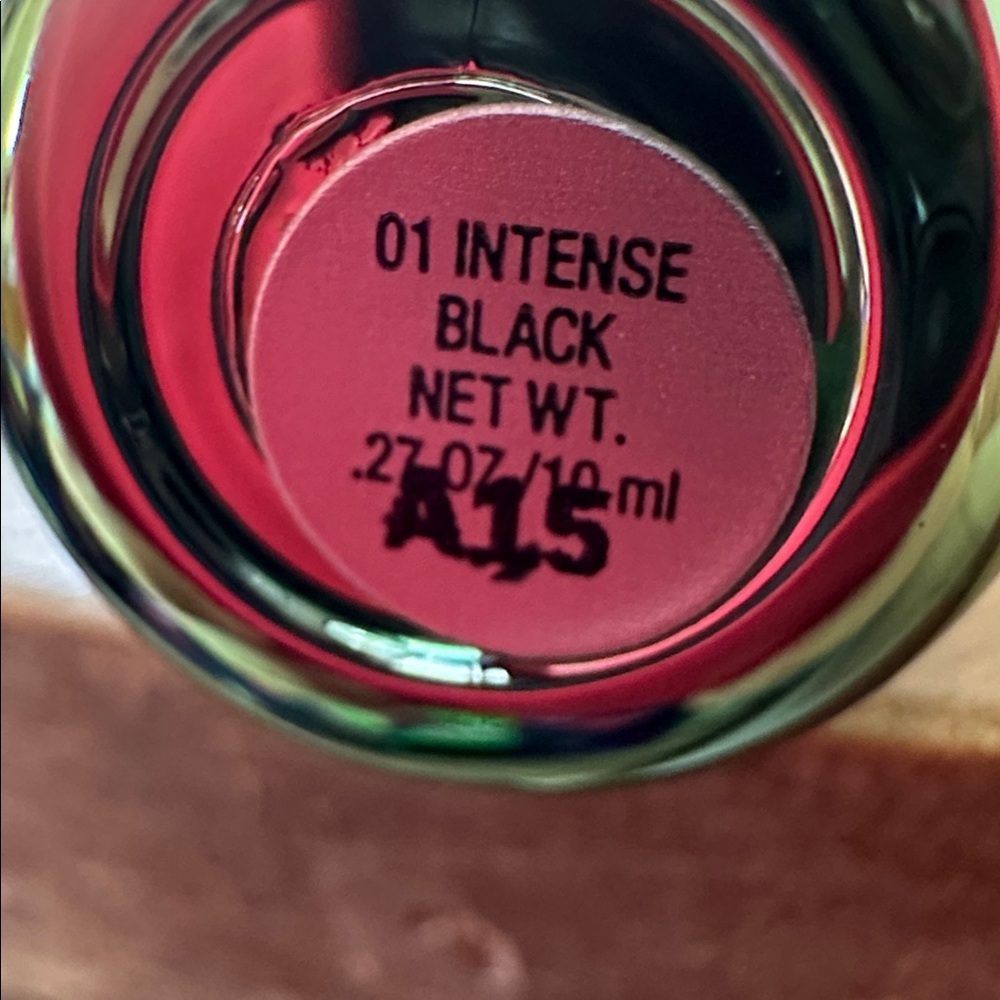 01 INTENSE
BLACK
NET WT.
.27 OZ /10 ml
A15